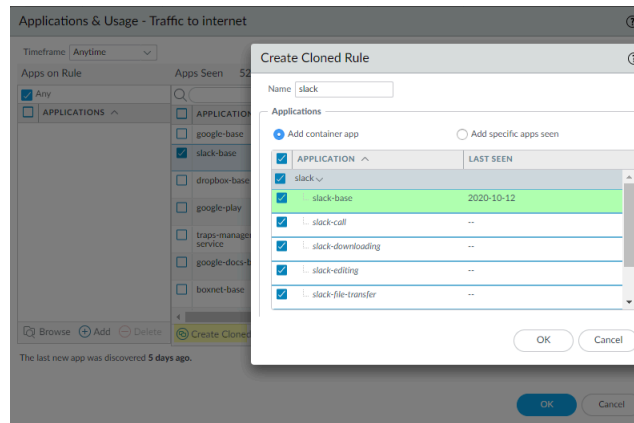 Applications & Usage - Traffic to internet
Timeframe Anytime
Apps on Rule
Apps Seen 52
Any
APPLICATIONS
APPLICATION
google-base
slack-base
dropbox-base
google-play
traps-manage
service
google-docs-b
boxnet-base
Browse Add Delete
Create Cloned
The last new app was discovered 5 days ago.
OK Cancel
Create Cloned Rule
Name slack
Applications
Add container app Add specific apps seen
APPLICATION LAST SEEN
slack
slack-base 2020-10-12
slack-call --
slack-downloading --
slack-editing --
slack-file-transfer --
OK Cancel